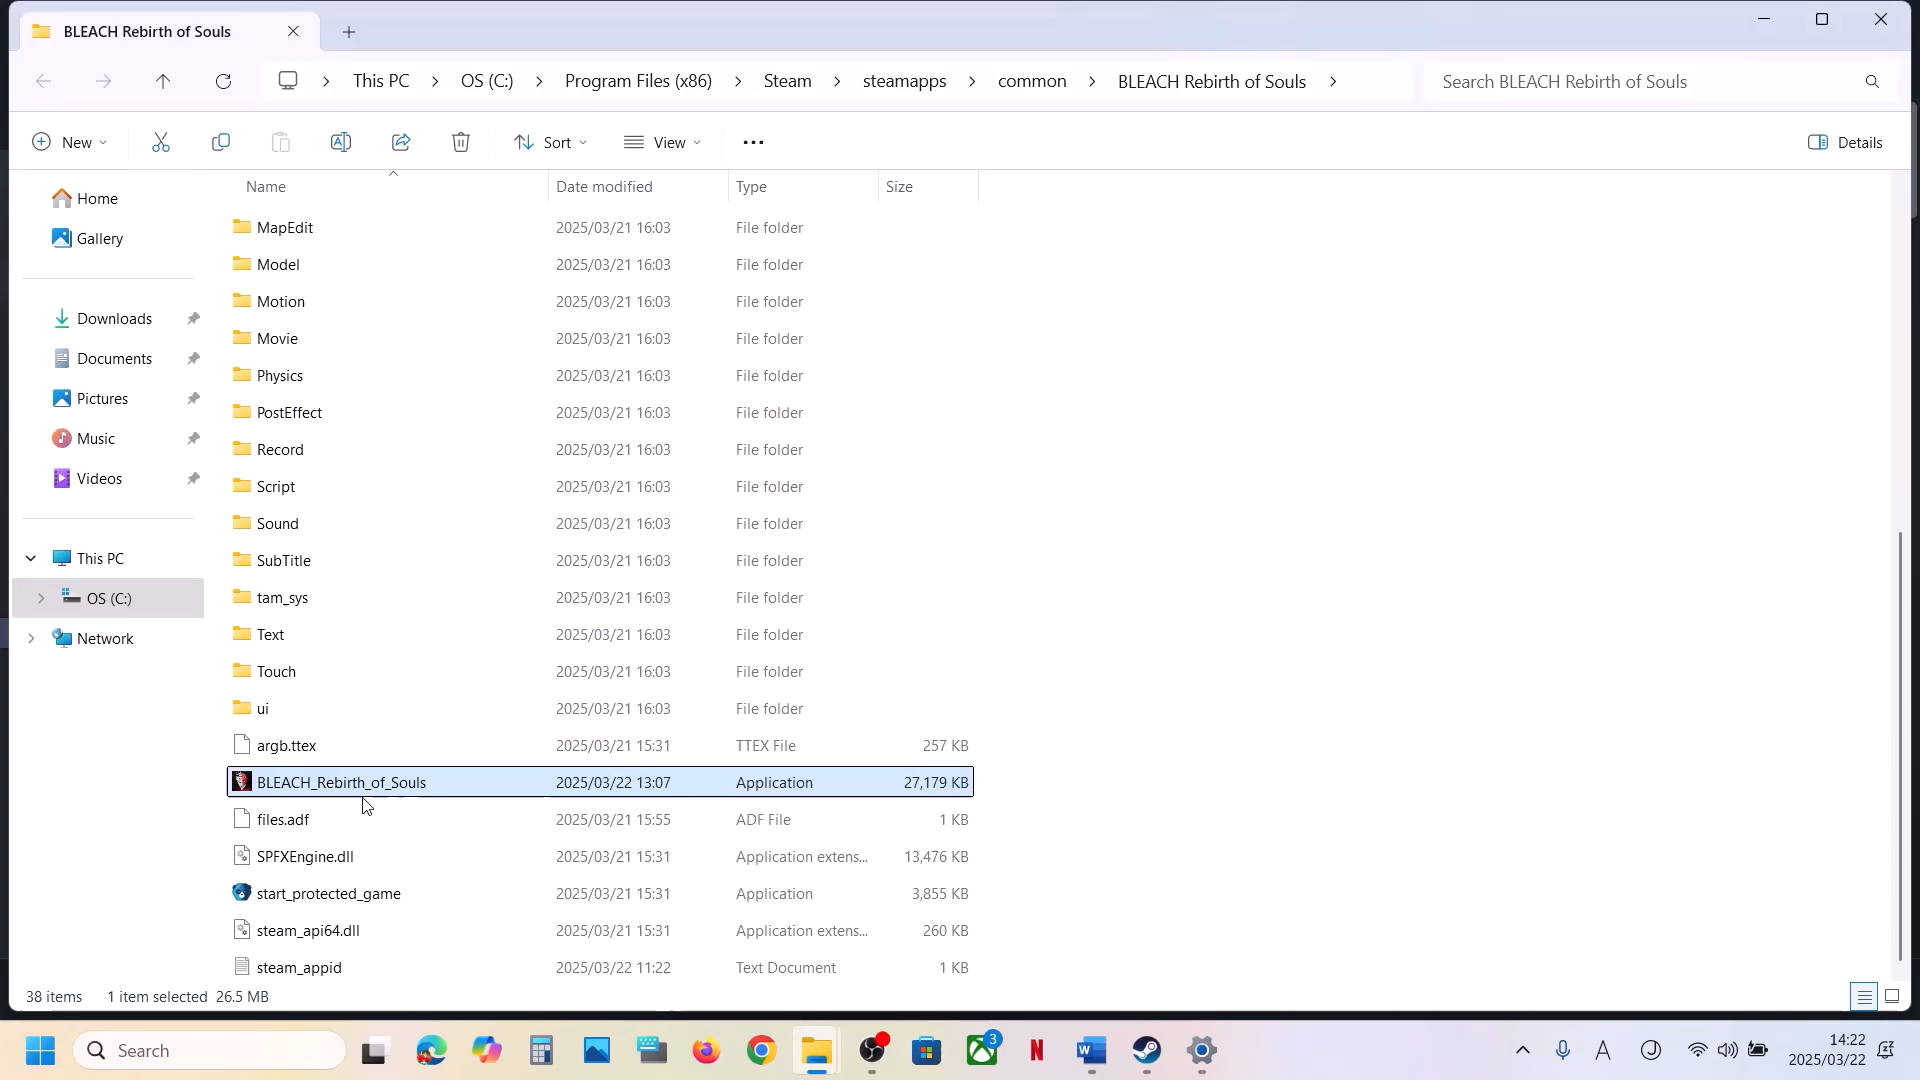 BLEACH Rebirth of Souls
This PC
OS (C:)
Program Files (x86)
Steam
steamapps
common
BLEACH Rebirth of Souls
Search BLEACH Rebirth of Souls
New
Sort
View
Details
Home
Gallery
Downloads
Documents
Pictures
Music
Videos
This PC
OS (C:)
Network
Name Date modified Type Size
MapEdit 2025/03/21 16:03 File folder
Model 2025/03/21 16:03 File folder
Motion 2025/03/21 16:03 File folder
Movie 2025/03/21 16:03 File folder
Physics 2025/03/21 16:03 File folder
PostEffect 2025/03/21 16:03 File folder
Record 2025/03/21 16:03 File folder
Script 2025/03/21 16:03 File folder
Sound 2025/03/21 16:03 File folder
SubTitle 2025/03/21 16:03 File folder
tam_sys 2025/03/21 16:03 File folder
Text 2025/03/21 16:03 File folder
Touch 2025/03/21 16:03 File folder
ui 2025/03/21 16:03 File folder
argb.ttex 2025/03/21 15:31 TTEX File 257 KB
BLEACH_Rebirth_of_Souls 2025/03/22 13:07 Application 27,179 KB
files.adf 2025/03/21 15:55 ADF File 1 KB
SPFXEngine.dll 2025/03/21 15:31 Application extens... 13,476 KB
start_protected_game 2025/03/21 15:31 Application 3,855 KB
steam_api64.dll 2025/03/21 15:31 Application extens... 260 KB
steam_appid 2025/03/22 11:22 Text Document 1 KB
38 items 1 item selected 26.5 MB
Search
3
14:22
2025/03/22